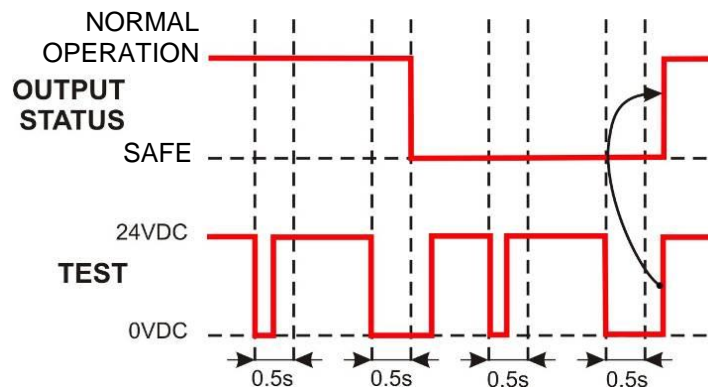 NORMAL
OPERATION
OUTPUT
STATUS
SAFE
24VDC
TEST
0VDC
0.5s 0.5s 0.5s 0.5s